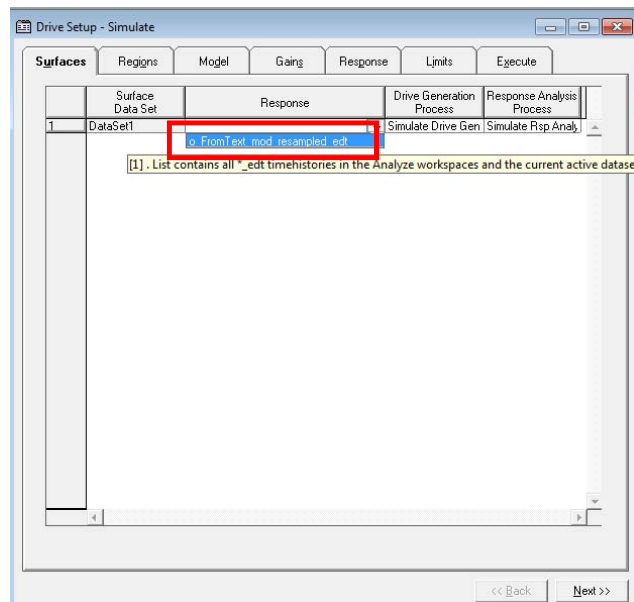 Drive Setup - Simulate
Surfaces Regions Model Gains Response Limits Execute
Surface Data Set Response Drive Generation Process Response Analysis Process
1 DataSet1 Simulate Drive Gen Simulate Rsp Analy
o_FromText_mod_resampled_edt
[1] . List contains all *_edt timehistories in the Analyze workspaces and the current active datase
<< Back Next >>